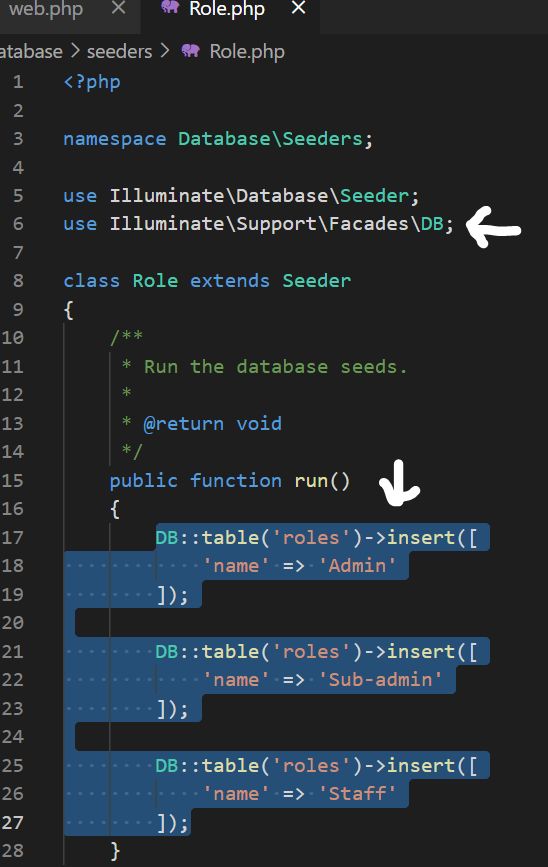 web.php Role.php
atabase > seeders > Role.php
1 <?php
2
3 namespace Database\Seeders;
4
5 use Illuminate\Database\Seeder;
6 use Illuminate\Support\Facades\DB;
7
8 class Role extends Seeder
9 {
10 /**
11 * Run the database seeds.
12 *
13 * @return void
14 */
15 public function run()
16 {
17 DB::table('roles')->insert([
18 'name' => 'Admin'
19 ]);
20
21 DB::table('roles')->insert([
22 'name' => 'Sub-admin'
23 ]);
24
25 DB::table('roles')->insert([
26 'name' => 'Staff'
27 ]);
28 }